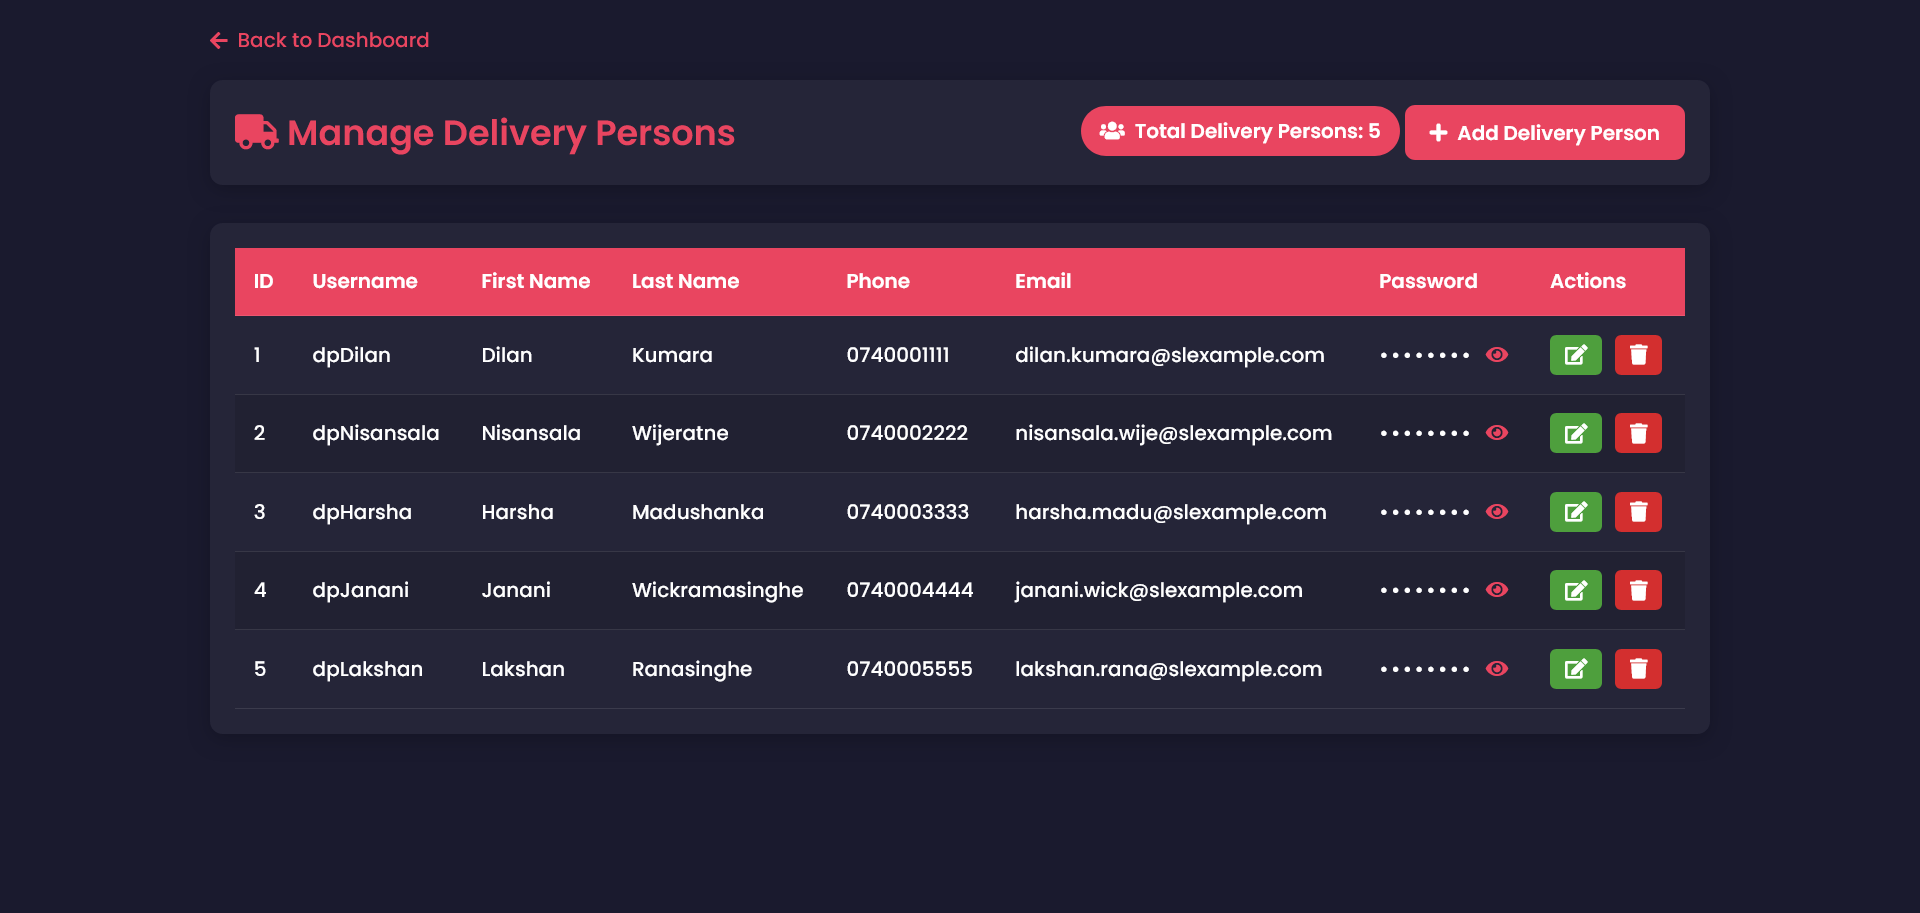 Back to Dashboard
Manage Delivery Persons
Total Delivery Persons: 5
Add Delivery Person
ID Username First Name Last Name Phone Email Password Actions
1 dpDilan Dilan Kumara 0740001111 dilan.kumara@slexample.com ••••••••
2 dpNisansala Nisansala Wijeratne 0740002222 nisansala.wije@slexample.com ••••••••
3 dpHarsha Harsha Madushanka 0740003333 harsha.madu@slexample.com ••••••••
4 dpJanani Janani Wickramasinghe 0740004444 janani.wick@slexample.com ••••••••
5 dpLakshan Lakshan Ranasinghe 0740005555 lakshan.rana@slexample.com ••••••••